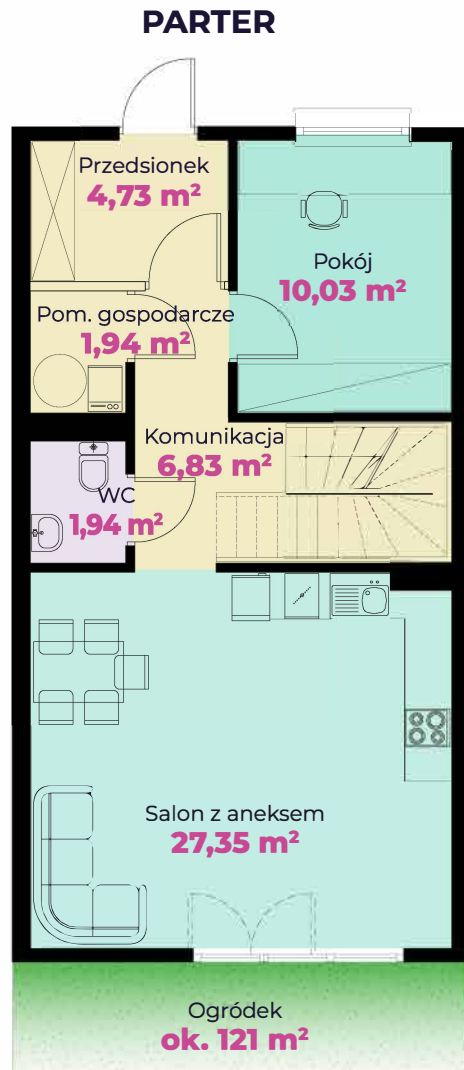 PARTER
Przedsionek
4,73 m²
Pokój
10,03 m²
Pom. gospodarcze
1,94 m²
Komunikacja
6,83 m²
WC
1,94 m²
Salon z aneksem
27,35 m²
Ogródek
ok. 121 m²